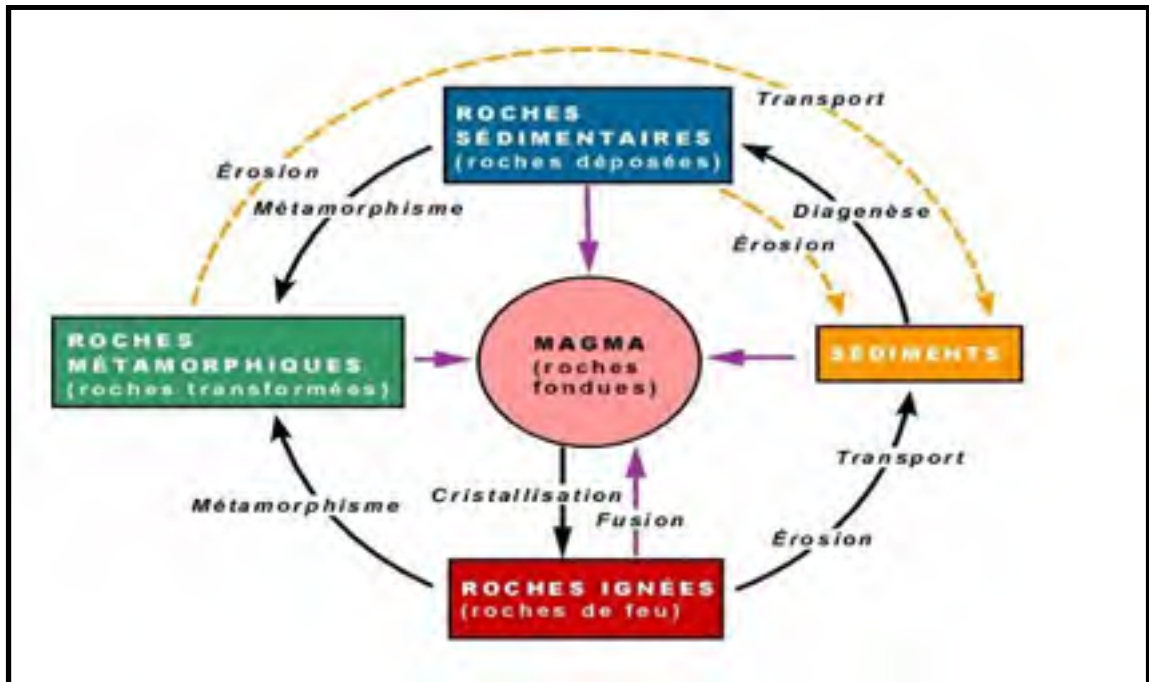 Transport
ROCHES
SÉDIMENTAIRES
(roches déposées)
Érosion
Métamorphisme
Diagenèse
Érosion
ROCHES
MÉTAMORPHIQUES
(roches transformées)
MAGMA
(roches
fondues)
SÉDIMENTS
Transport
Métamorphisme
Cristallisation
Fusion
Érosion
ROCHES IGNÉES
(roches de feu)